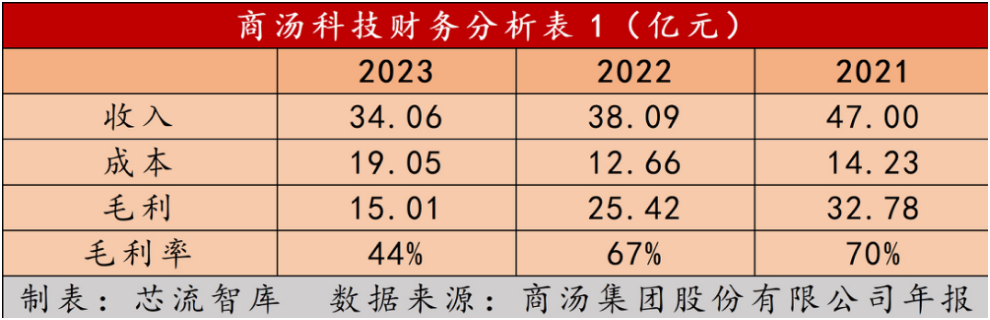 商汤科技财务分析表1（亿元）
2023 2022 2021
收入 34.06 38.09 47.00
成本 19.05 12.66 14.23
毛利 15.01 25.42 32.78
毛利率 44% 67% 70%
制表：芯流智库 数据来源：商汤集团股份有限公司年报